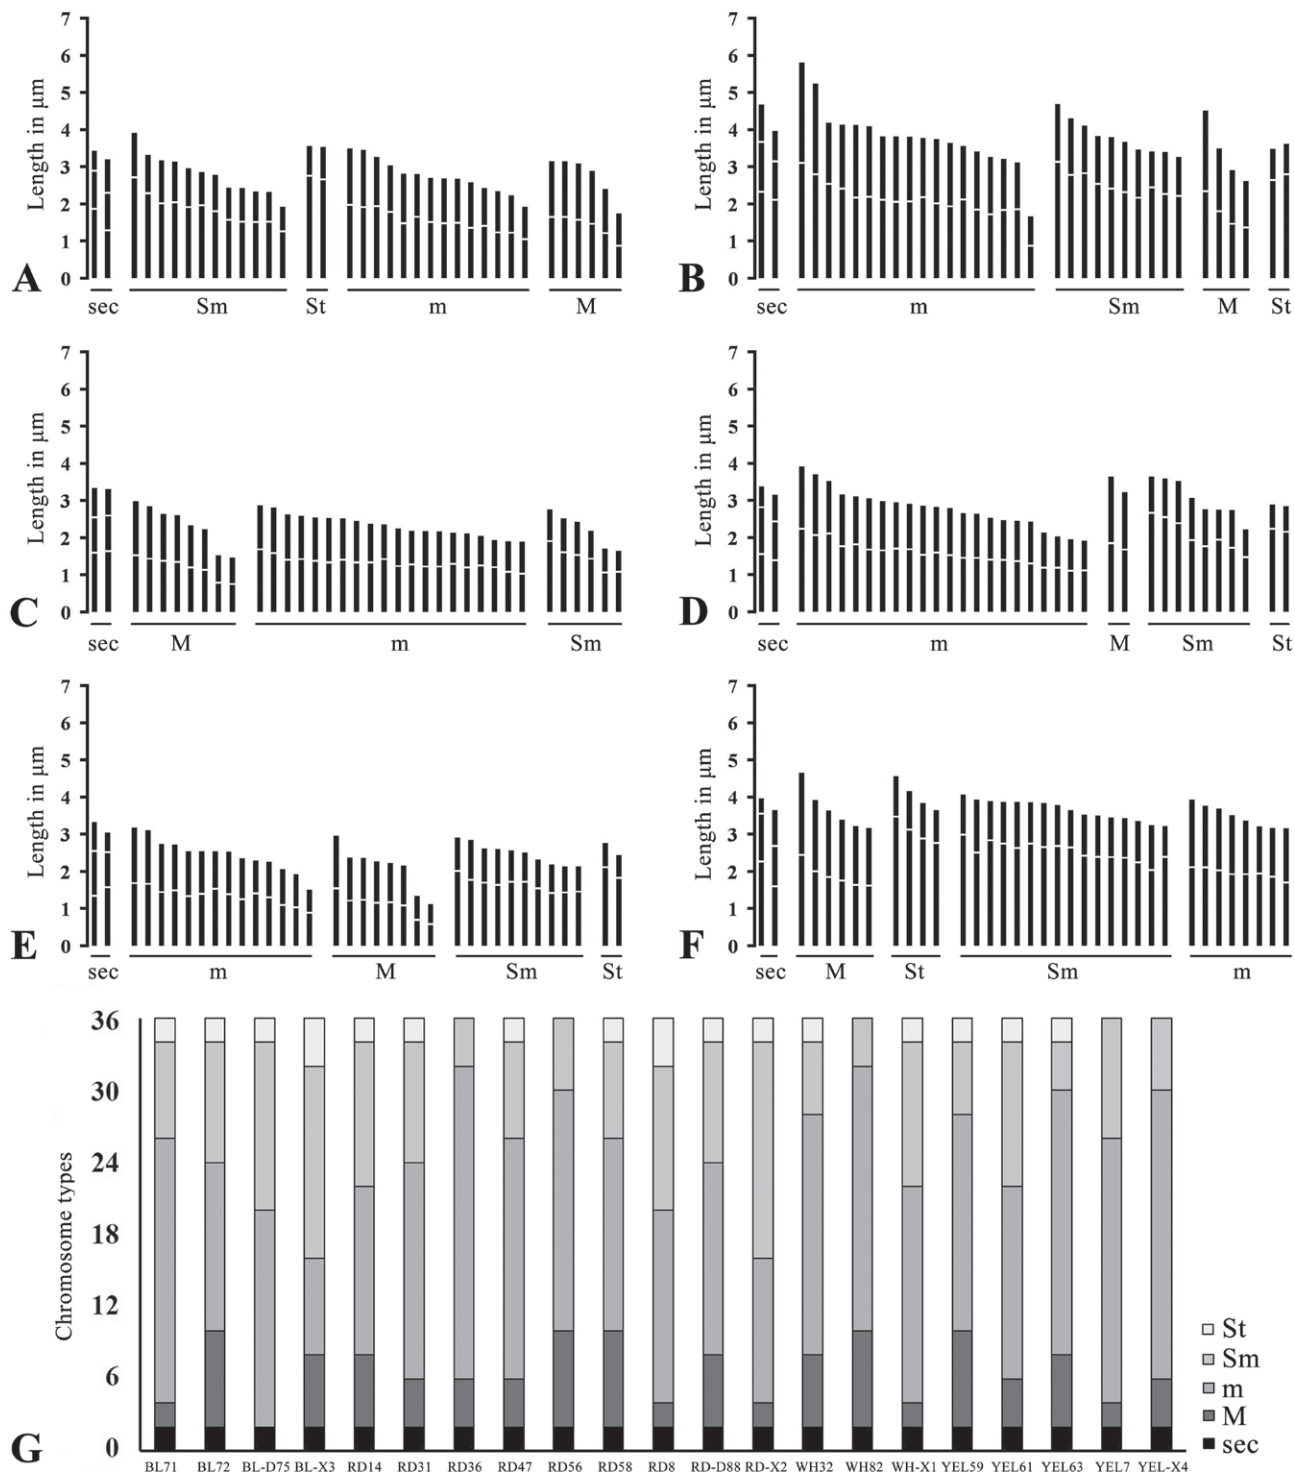 7
6
5
4
3
2
1
0
Length in μm
A
sec Sm St m M
7
6
5
4
3
2
1
0
Length in μm
B
sec m Sm M St
7
6
5
4
3
2
1
0
Length in μm
C
sec M m Sm
7
6
5
4
3
2
1
0
Length in μm
D
sec m M Sm St
7
6
5
4
3
2
1
0
Length in μm
E
sec m M Sm St
7
6
5
4
3
2
1
0
Length in μm
F
sec M St Sm m
36
30
24
18
12
6
0
Chromosome types
G
BL71 BL72 BL-D75 BL-X3 RD14 RD31 RD36 RD47 RD56 RD58 RD8 RD-D88 RD-X2 WH32 WH82 WH-X1 YEL59 YEL61 YEL63 YEL7 YEL-X4
St
Sm
m
M
sec